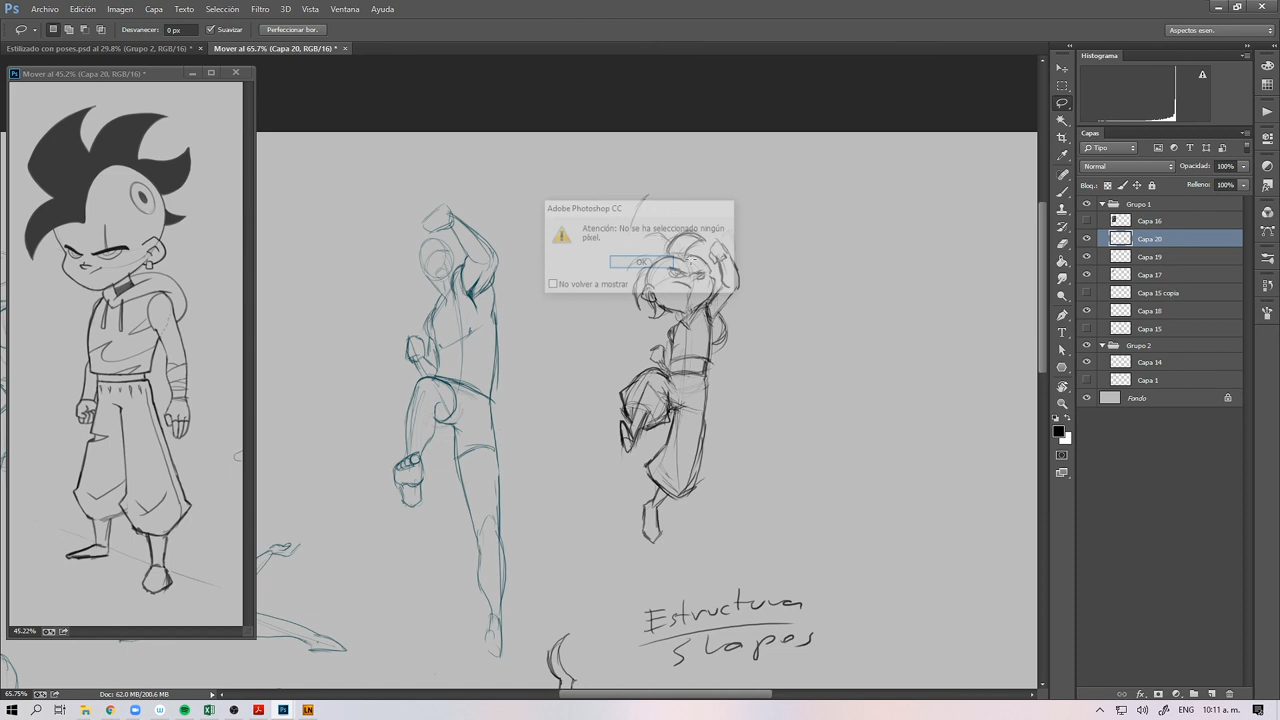 Ps Archivo Edición Imagen Capa Texto Selección Filtro 3D Vista Ventana Ayuda
Desvanecer: 0 px Suavizar Perfeccionar bor. Aspectos esen.
Estilizado con poses.psd al 29.8% (Grupo 2, RGB/16) * × Mover al 65.7% (Capa 20, RGB/16) * ×
Mover al 45.2% (Capa 20, RGB/16) *
45.22%
Adobe Photoshop CC
Atención: No se ha seleccionado ningún
píxel.
OK
No volver a mostrar
Estructura
Slapes
Histograma
Capas
Tipo
Normal Opacidad: 100%
Bloq.: Relleno: 100%
Grupo 1
Capa 16
Capa 20
Capa 19
Capa 17
Capa 15 copia
Capa 18
Capa 15
Grupo 2
Capa 14
Capa 1
Fondo
65.75% Doc: 62.0 MB/200.6 MB
ENG 10:11 a. m.